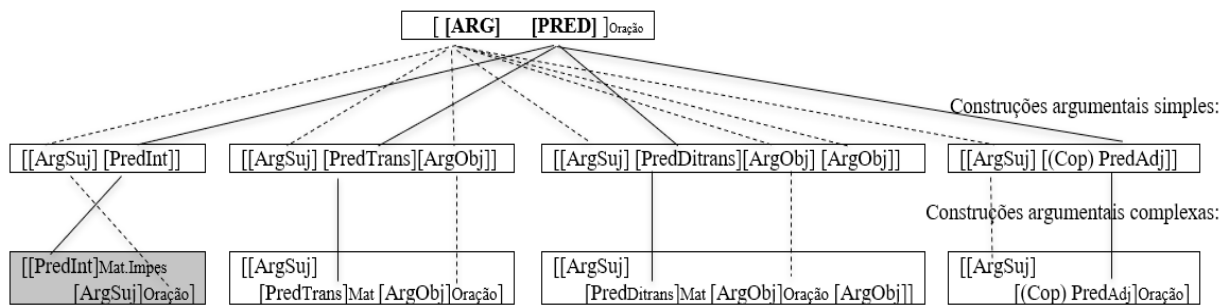 [ [ARG] [PRED] ]Oração
Construções argumentais simples:
[[ArgSuj] [PredInt]] [[ArgSuj] [PredTrans][ArgObj]] [[ArgSuj] [PredDitrans][ArgObj] [ArgObj]] [[ArgSuj] [(Cop) PredAdj]]
Construções argumentais complexas:
[[PredInt]Mat.Impes [[ArgSuj] [[ArgSuj] [[ArgSuj]
[ArgSuj]Oração] [PredTrans]Mat [ArgObj]Oração] [PredDitrans]Mat [ArgObj]Oração [ArgObj]] [(Cop) PredAdj]Oração]